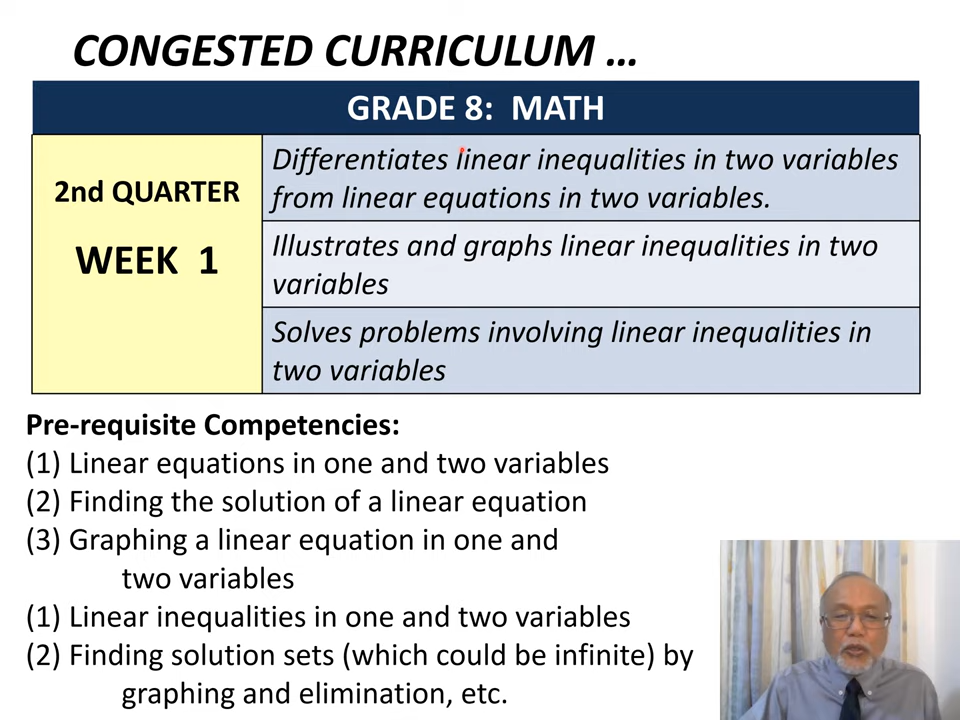 CONGESTED CURRICULUM ...
GRADE 8: MATH
2nd QUARTER
WEEK 1
Differentiates linear inequalities in two variables
from linear equations in two variables.
Illustrates and graphs linear inequalities in two
variables
Solves problems involving linear inequalities in
two variables
Pre-requisite Competencies:
(1) Linear equations in one and two variables
(2) Finding the solution of a linear equation
(3) Graphing a linear equation in one and
two variables
(1) Linear inequalities in one and two variables
(2) Finding solution sets (which could be infinite) by
graphing and elimination, etc.